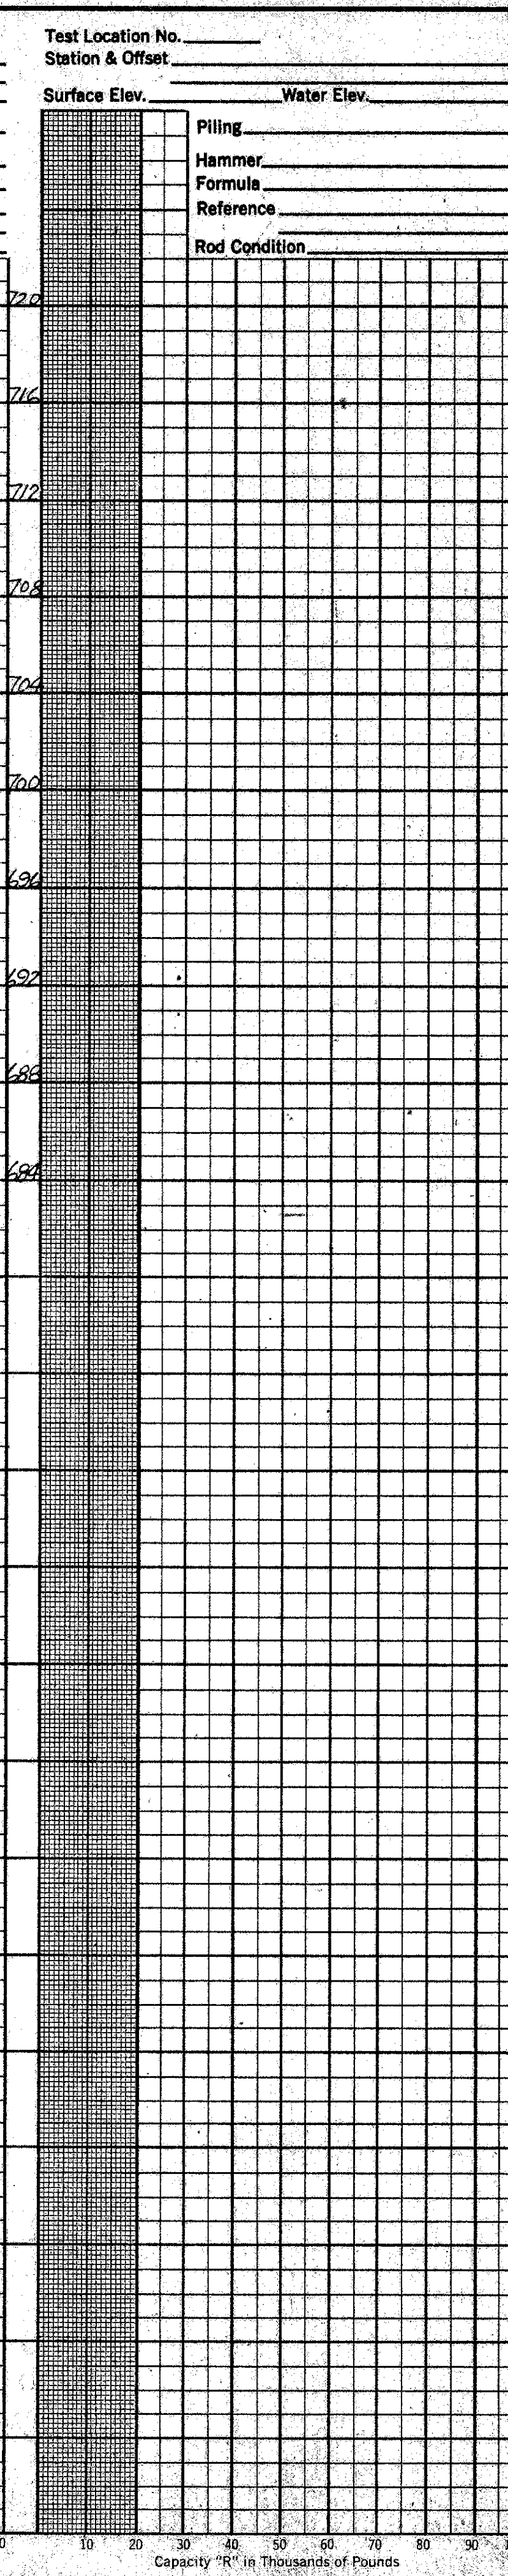 Test Location No.
Station & Offset
Surface Elev. Water Elev.
Piling
Hammer
Formula
Reference
Rod Condition
720
716
712
708
704
700
696
692
688
684
0 10 20 30 40 50 60 70 80 90
Capacity "R" in Thousands of Pounds